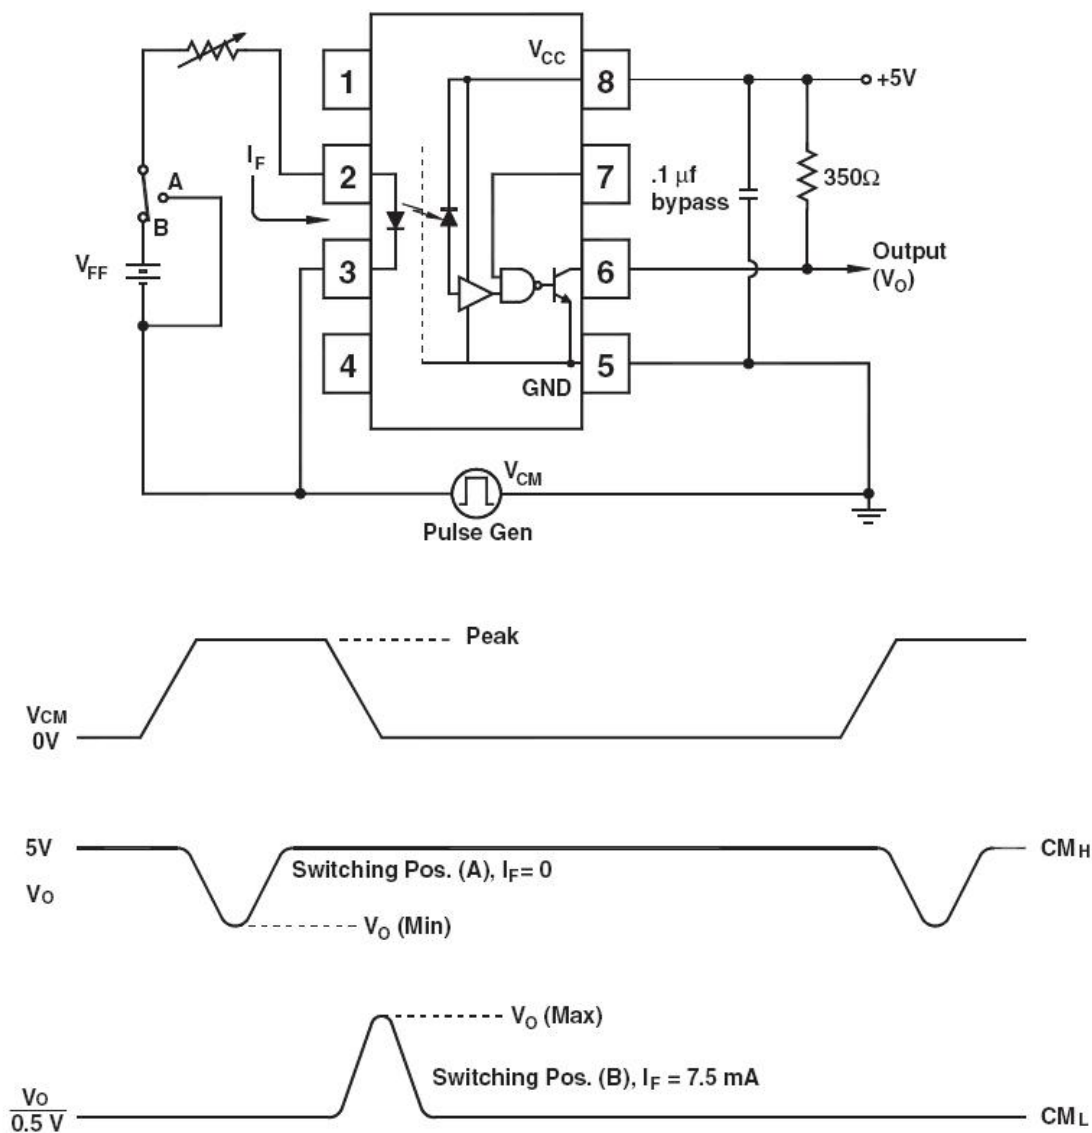 V_CC
1
8
+5V
I_F
2
7
.1 μf
bypass
350Ω
A
B
V_FF
3
6
Output
(V_O)
4
5
GND
V_CM
Pulse Gen
Peak
V_CM
0V
5V
CM_H
Switching Pos. (A), I_F = 0
V_O
V_O (Min)
V_O (Max)
Switching Pos. (B), I_F = 7.5 mA
V_O
0.5 V
CM_L